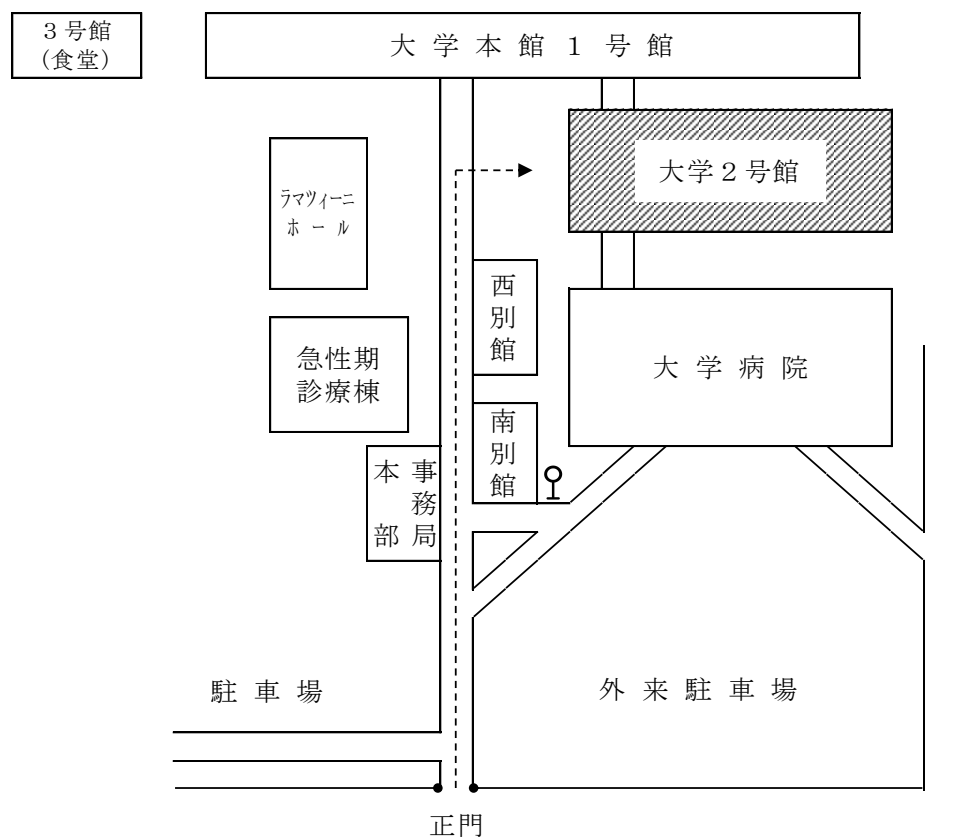 3号館
(食堂)
大学本館1号館
大学2号館
ﾗﾏﾂｨｰﾆ
ホール
西別館
急性期
診療棟
大学病院
南別館
本部
事務局
駐車場
外来駐車場
正門